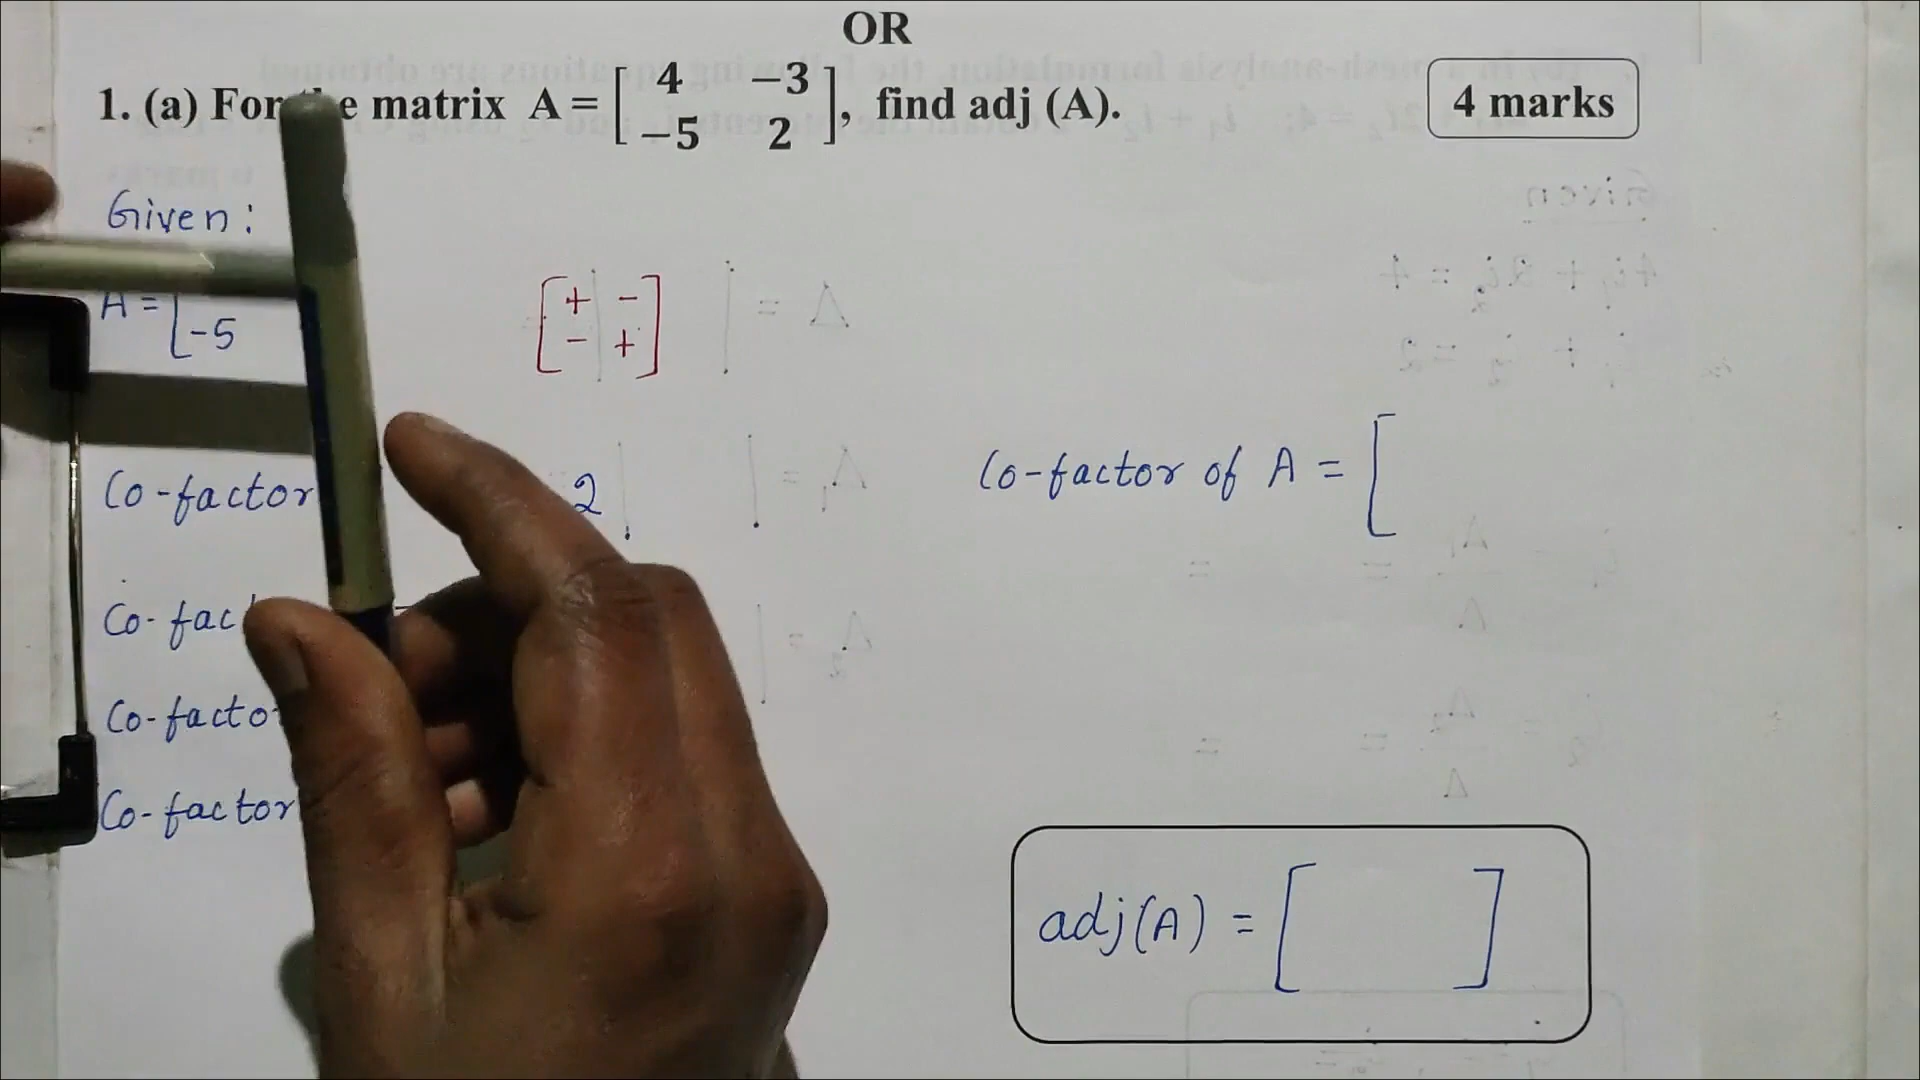 OR
1. (a) For the matrix A = [ 4 −3 ], find adj (A).
−5 2
4 marks
Given:
A = [
-5
[ + - ]
- +
Co-factor 2
Co-factor of A = [
Co-fac
Co-facto
Co-factor
adj(A) = [ ]